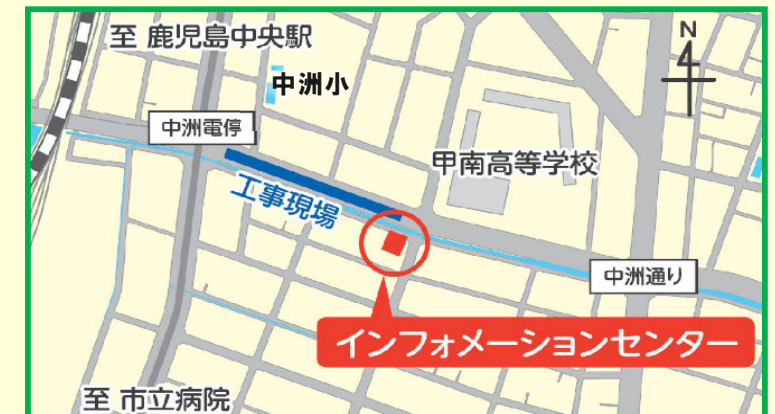 至 鹿児島中央駅
N
中洲小
中洲電停
甲南高等学校
工事現場
中洲通り
インフォメーションセンター
至 市立病院